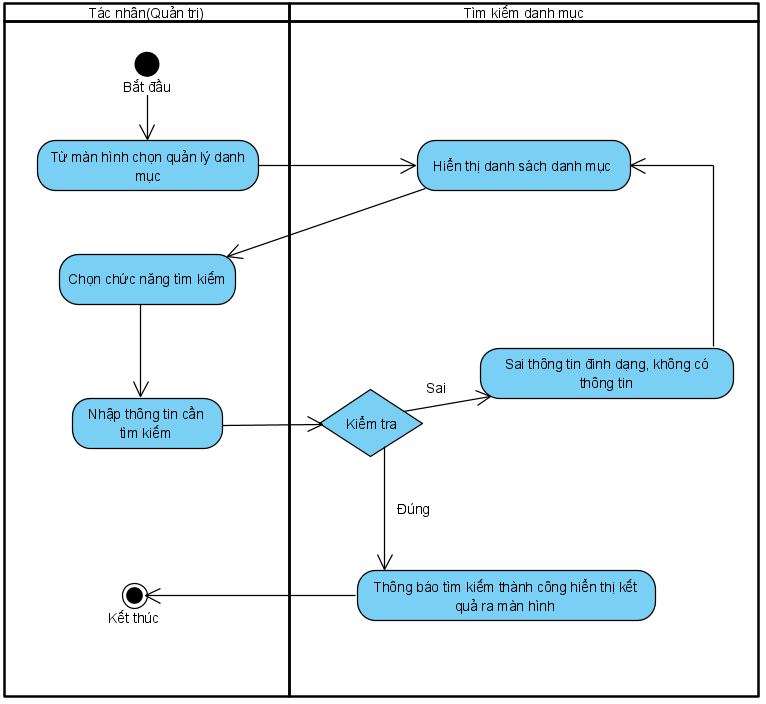 Tác nhân(Quản trị)
Tìm kiếm danh mục
Bắt đầu
Từ màn hình chọn quản lý danh
mục
Hiển thị danh sách danh mục
Chọn chức năng tìm kiếm
Sai thông tin đinh dạng, không có
thông tin
Sai
Nhập thông tin cần
tìm kiếm
Kiểm tra
Đúng
Thông báo tìm kiếm thành công hiển thị kết
quả ra màn hình
Kết thúc